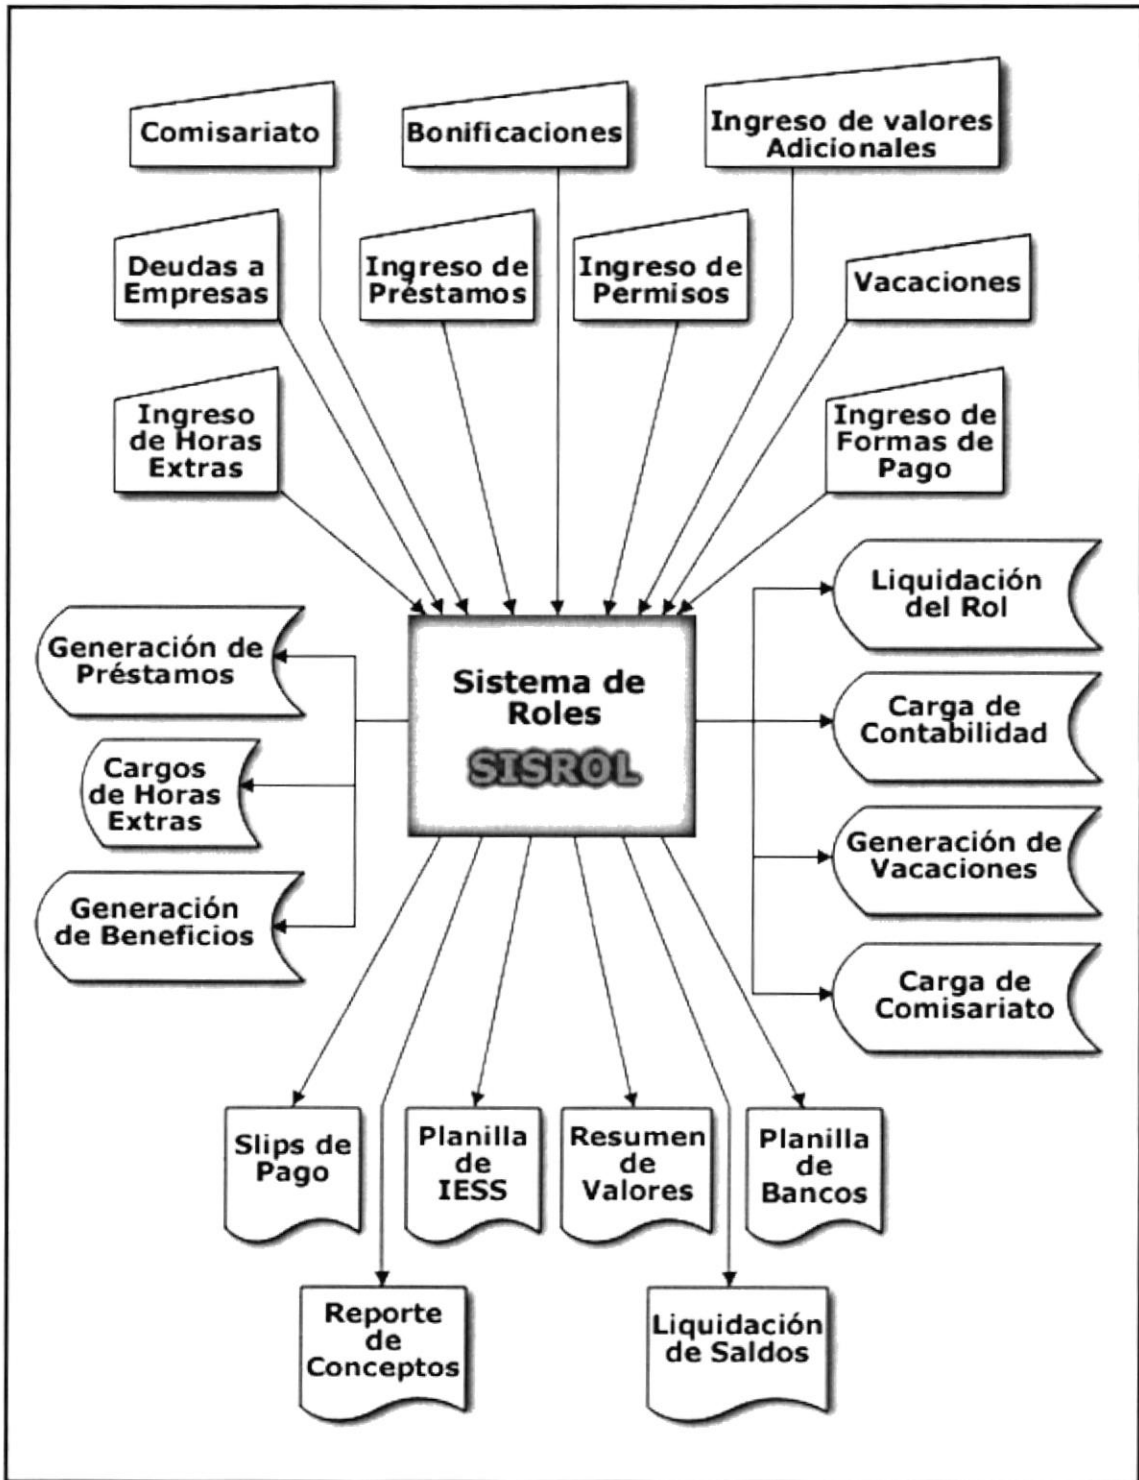 Comisariato
Bonificaciones
Ingreso de valores
Adicionales
Deudas a
Empresas
Ingreso de
Préstamos
Ingreso de
Permisos
Vacaciones
Ingreso
de Horas
Extras
Ingreso de
Formas de
Pago
Liquidación
del Rol
Generación de
Préstamos
Sistema de
Roles
SISROL
Carga de
Contabilidad
Cargos
de Horas
Extras
Generación de
Vacaciones
Generación
de Beneficios
Carga de
Comisariato
Slips de
Pago
Planilla
de
IESS
Resumen
de
Valores
Planilla
de
Bancos
Reporte
de
Conceptos
Liquidación
de Saldos